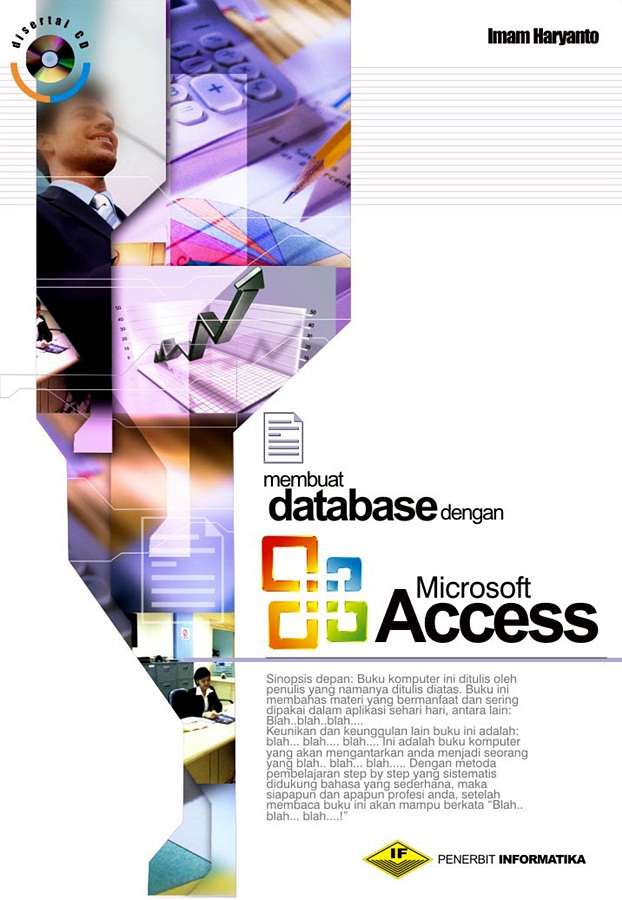 disertai CD
Imam Haryanto
membuat
database dengan
Microsoft
Access
Sinopsis depan: Buku komputer ini ditulis oleh
penulis yang namanya ditulis diatas. Buku ini
membahas materi yang bermanfaat dan sering
dipakai dalam aplikasi sehari hari, antara lain:
Blah..blah..blah....
Keunikan dan keunggulan lain buku ini adalah:
blah... blah.... blah.... Ini adalah buku komputer
yang akan mengantarkan anda menjadi seorang
yang blah.. blah... blah..... Dengan metoda
pembelajaran step by step yang sistematis
didukung bahasa yang sederhana, maka
siapapun dan apapun profesi anda, setelah
membaca buku ini akan mampu berkata “Blah..
blah... blah....!”
IF
PENERBIT INFORMATIKA